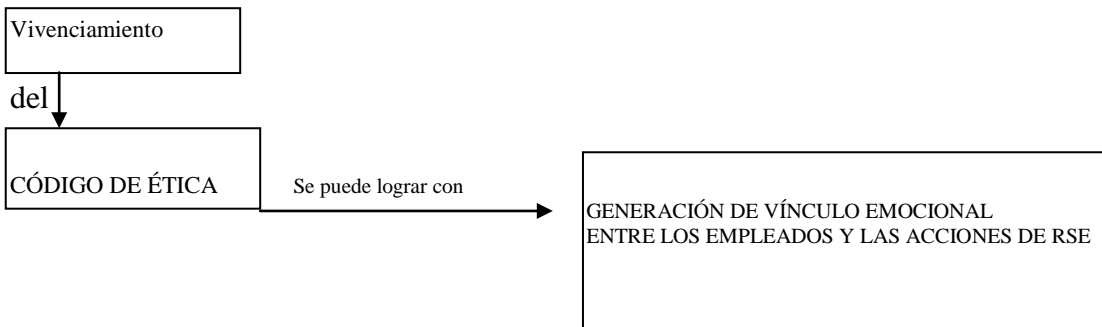 Vivenciamiento
del
CÓDIGO DE ÉTICA
Se puede lograr con
GENERACIÓN DE VÍNCULO EMOCIONAL
ENTRE LOS EMPLEADOS Y LAS ACCIONES DE RSE